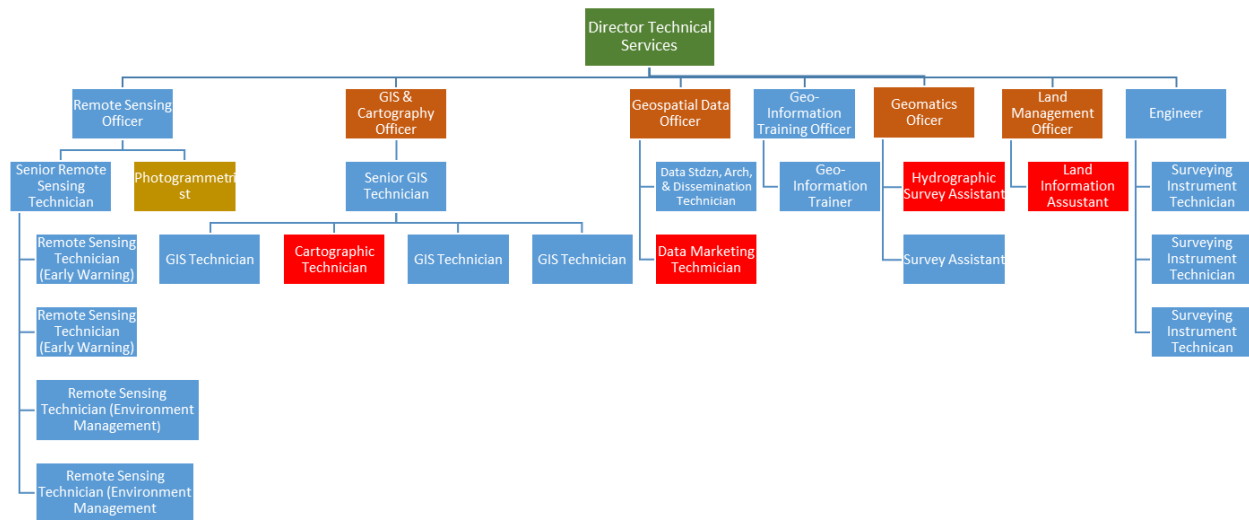 Director Technical
Services
Remote Sensing
Officer
GIS &
Cartography
Officer
Geospatial Data
Officer
Geo-
Information
Training Officer
Geomatics
Oficer
Land
Management
Officer
Engineer
Senior Remote
Sensing
Technician
Photogrammetri
st
Senior GIS
Technician
Data Stdzn, Arch,
& Dissemination
Technician
Geo-
Information
Trainer
Hydrographic
Survey Assistant
Land
Information
Assustant
Surveying
Instrument
Technician
Remote Sensing
Technician
(Early Warning)
GIS Technician
Cartographic
Technician
GIS Technician
GIS Technician
Data Marketing
Techmician
Survey Assistant
Surveying
Instrument
Technician
Remote Sensing
Technician
(Early Warning)
Surveying
Instrument
Technican
Remote Sensing
Technician (Environment
Management)
Remote Sensing
Technician (Environment
Management